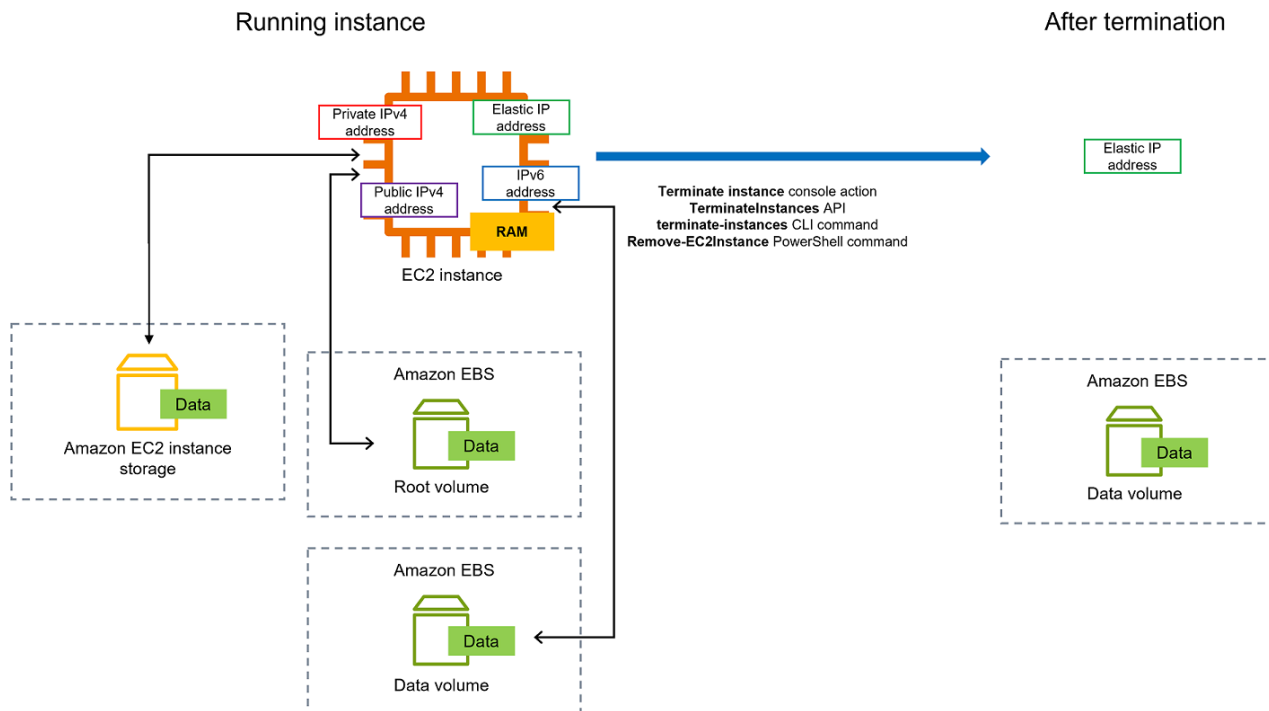 Running instance
After termination
Private IPv4
address
Elastic IP
address
Public IPv4
address
IPv6
address
RAM
EC2 instance
Terminate instance console action
TerminateInstances API
terminate-instances CLI command
Remove-EC2Instance PowerShell command
Elastic IP
address
Data
Amazon EC2 instance
storage
Amazon EBS
Data
Root volume
Amazon EBS
Data
Data volume
Amazon EBS
Data
Data volume